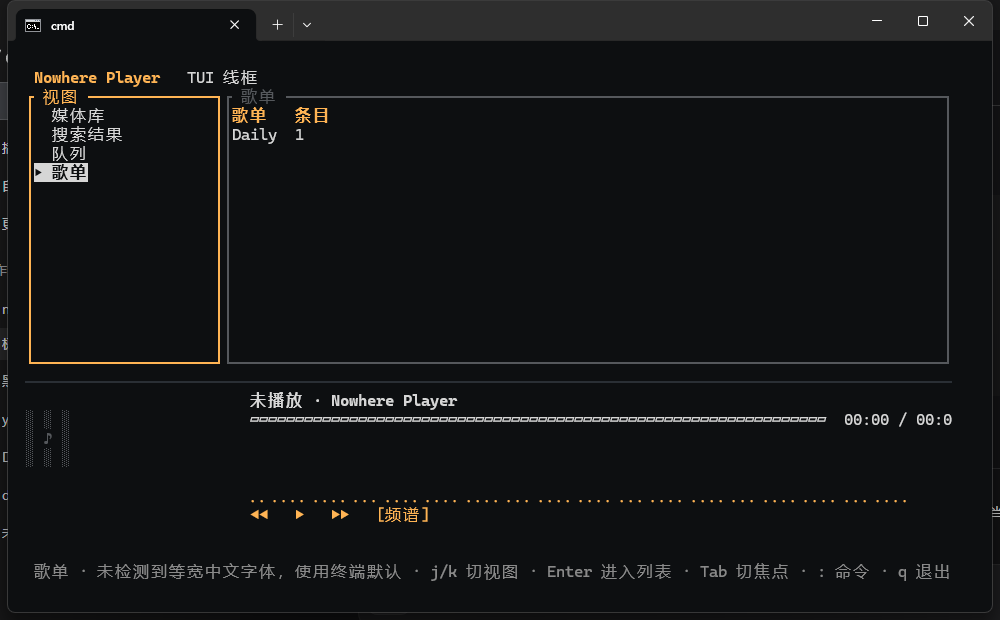 cmd
Nowhere Player TUI 线框
视图
媒体库
搜索结果
队列
▸ 歌单
歌单
歌单 条目
Daily 1
未播放 · Nowhere Player
00:00 / 00:0
♪
[频谱]
歌单 · 未检测到等宽中文字体, 使用终端默认 · j/k 切视图 · Enter 进入列表 · Tab 切焦点 · : 命令 · q 退出